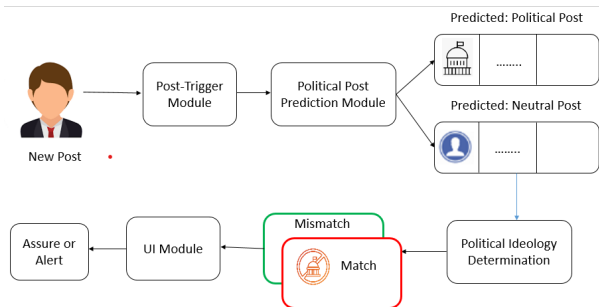 Predicted: Political Post
........
Post-Trigger
Module
Political Post
Prediction Module
Predicted: Neutral Post
........
New Post
Mismatch
Match
Assure or
Alert
UI Module
Political Ideology
Determination